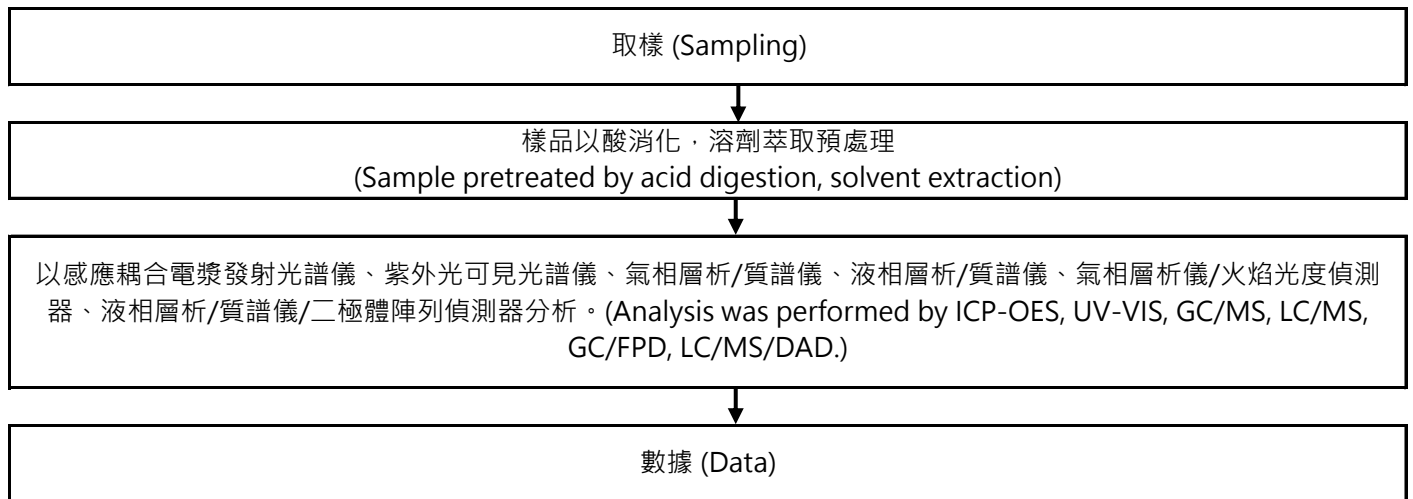 取樣 (Sampling)
樣品以酸消化，溶劑萃取預處理
(Sample pretreated by acid digestion, solvent extraction)
以感應耦合電漿發射光譜儀、紫外光可見光譜儀、氣相層析/質譜儀、液相層析/質譜儀、氣相層析儀/火焰光度偵測
器、液相層析/質譜儀/二極體陣列偵測器分析。(Analysis was performed by ICP-OES, UV-VIS, GC/MS, LC/MS,
GC/FPD, LC/MS/DAD.)
數據 (Data)